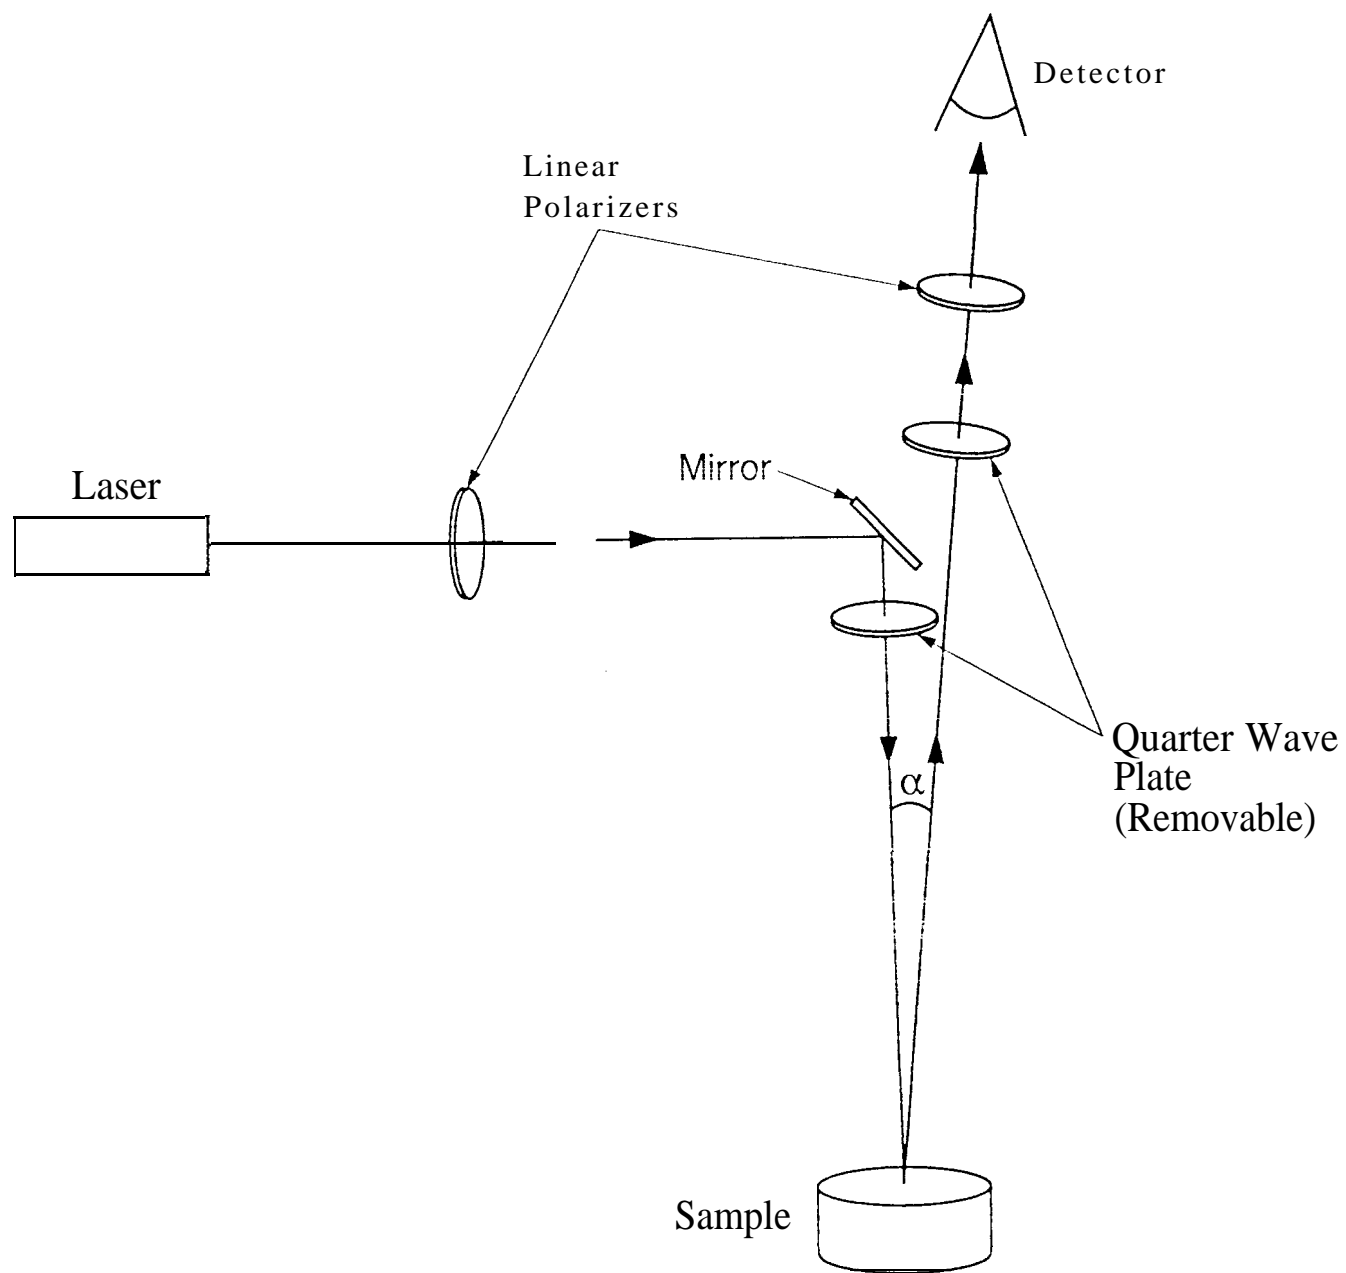 Detector
Linear
Polarizers
Mirror
Laser
Quarter Wave
Plate
(Removable)
α
Sample